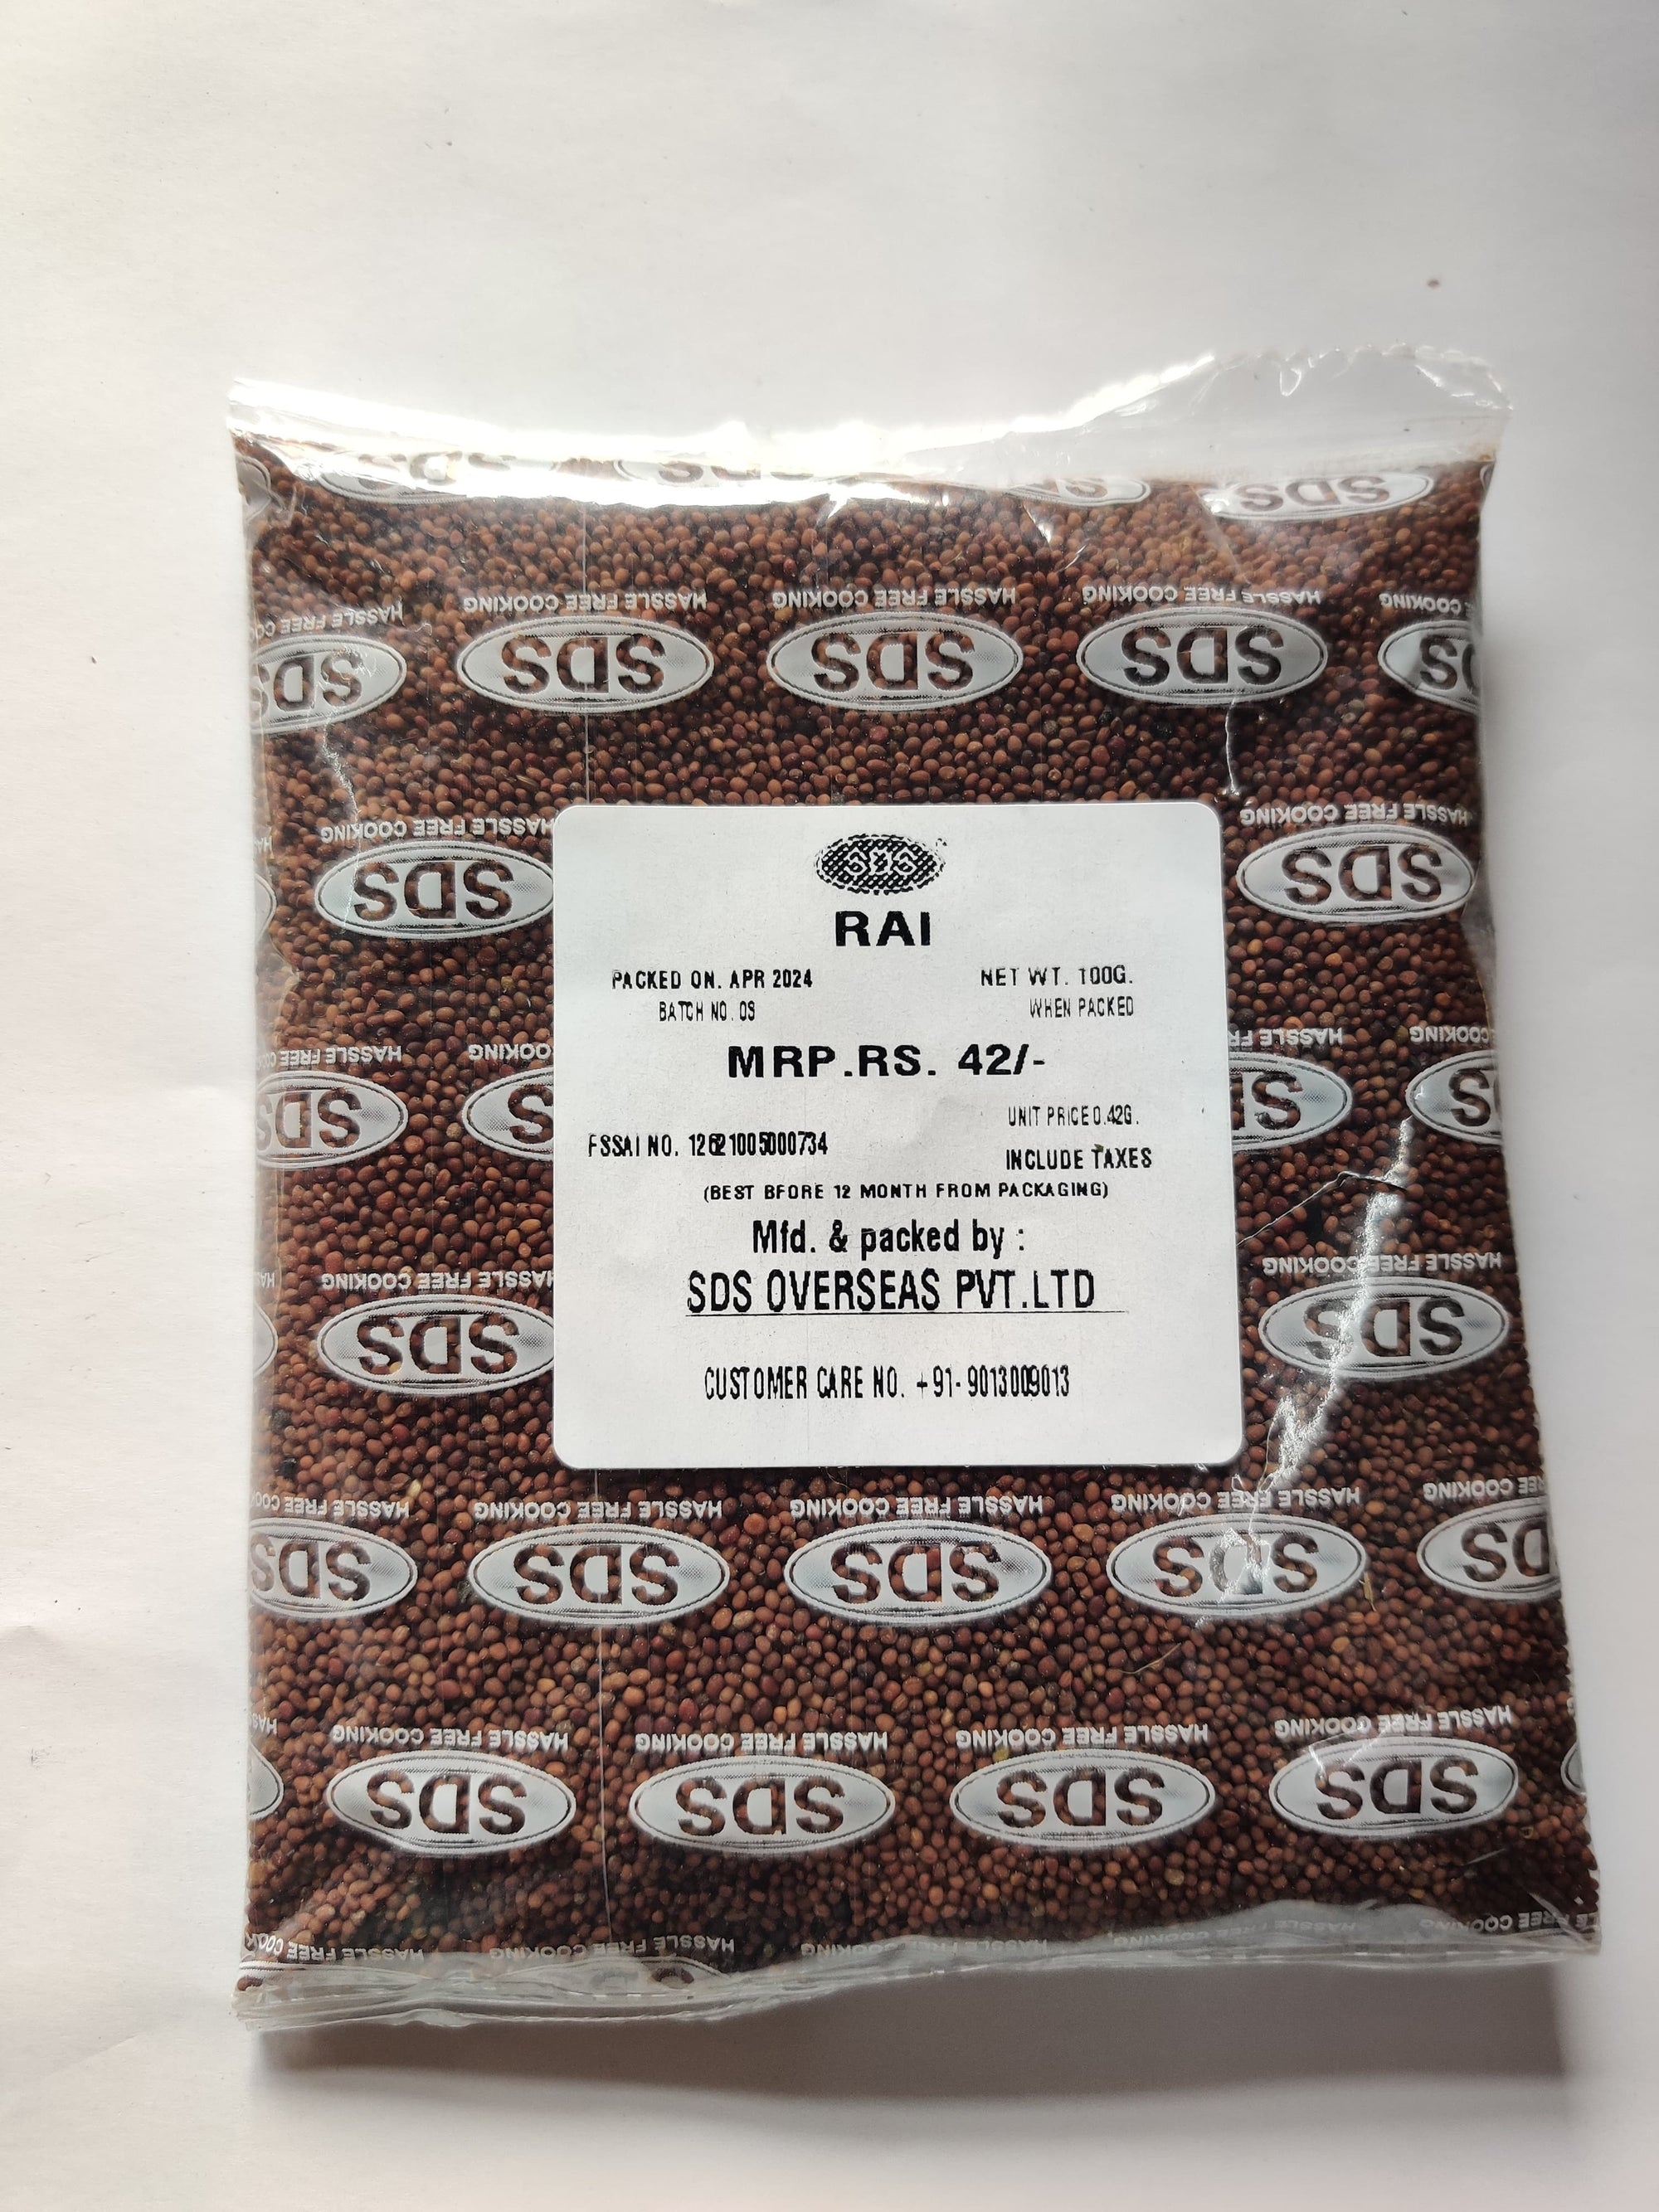 SDS
RAI
PACKED ON. APR 2024
NET WT. 100G.
BATCH NO. 0S
WHEN PACKED
MRP.RS. 42/-
UNIT PRICE 0.42G.
FSSAI NO. 12621005000734
INCLUDE TAXES
(BEST BFORE 12 MONTH FROM PACKAGING)
Mfd. & packed by :
SDS OVERSEAS PVT.LTD
CUSTOMER CARE NO. +91-9013009013
HASSLE FREE COOKING
SDS